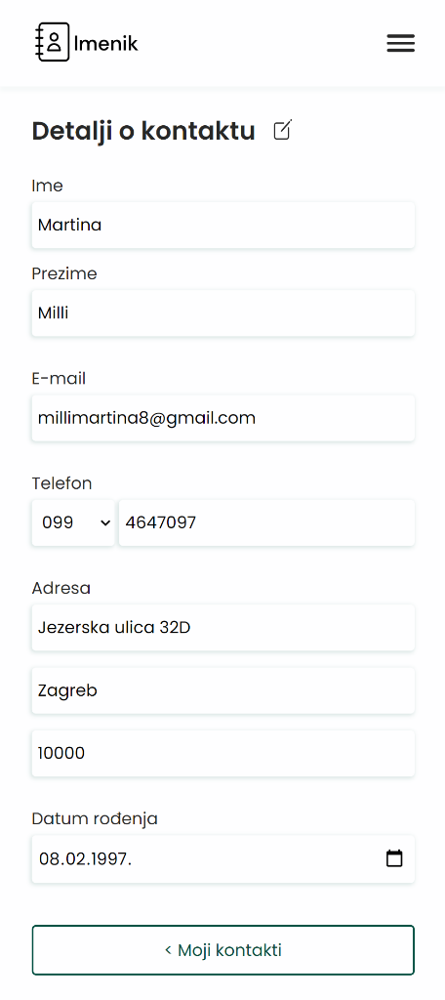 Imenik
Detalji o kontaktu
Ime
Martina
Prezime
Milli
E-mail
millimartina8@gmail.com
Telefon
099 4647097
Adresa
Jezerska ulica 32D
Zagreb
10000
Datum rođenja
08.02.1997.
< Moji kontakti